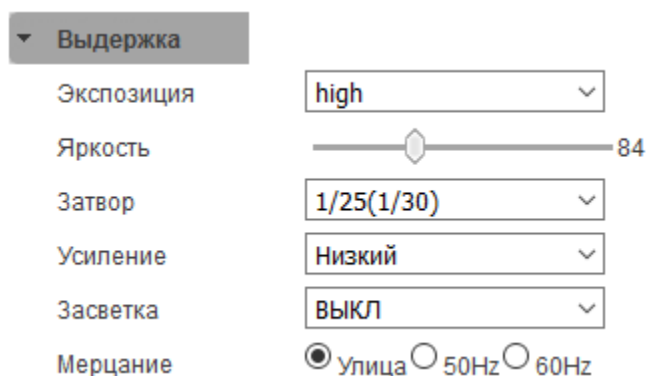 Выдержка
Экспозиция high
Яркость 84
Затвор 1/25(1/30)
Усиление Низкий
Засветка ВЫКЛ
Мерцание Улица 50Hz 60Hz